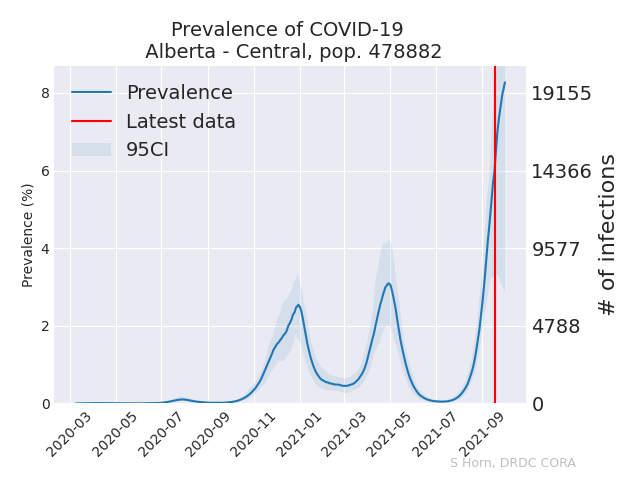 Prevalence of COVID-19
Alberta - Central, pop. 478882
Prevalence
Latest data
95CI
Prevalence (%)
8
6
4
2
0
19155
14366
9577
4788
0
# of infections
2020-03
2020-05
2020-07
2020-09
2020-11
2021-01
2021-03
2021-05
2021-07
2021-09
S Horn, DRDC CORA